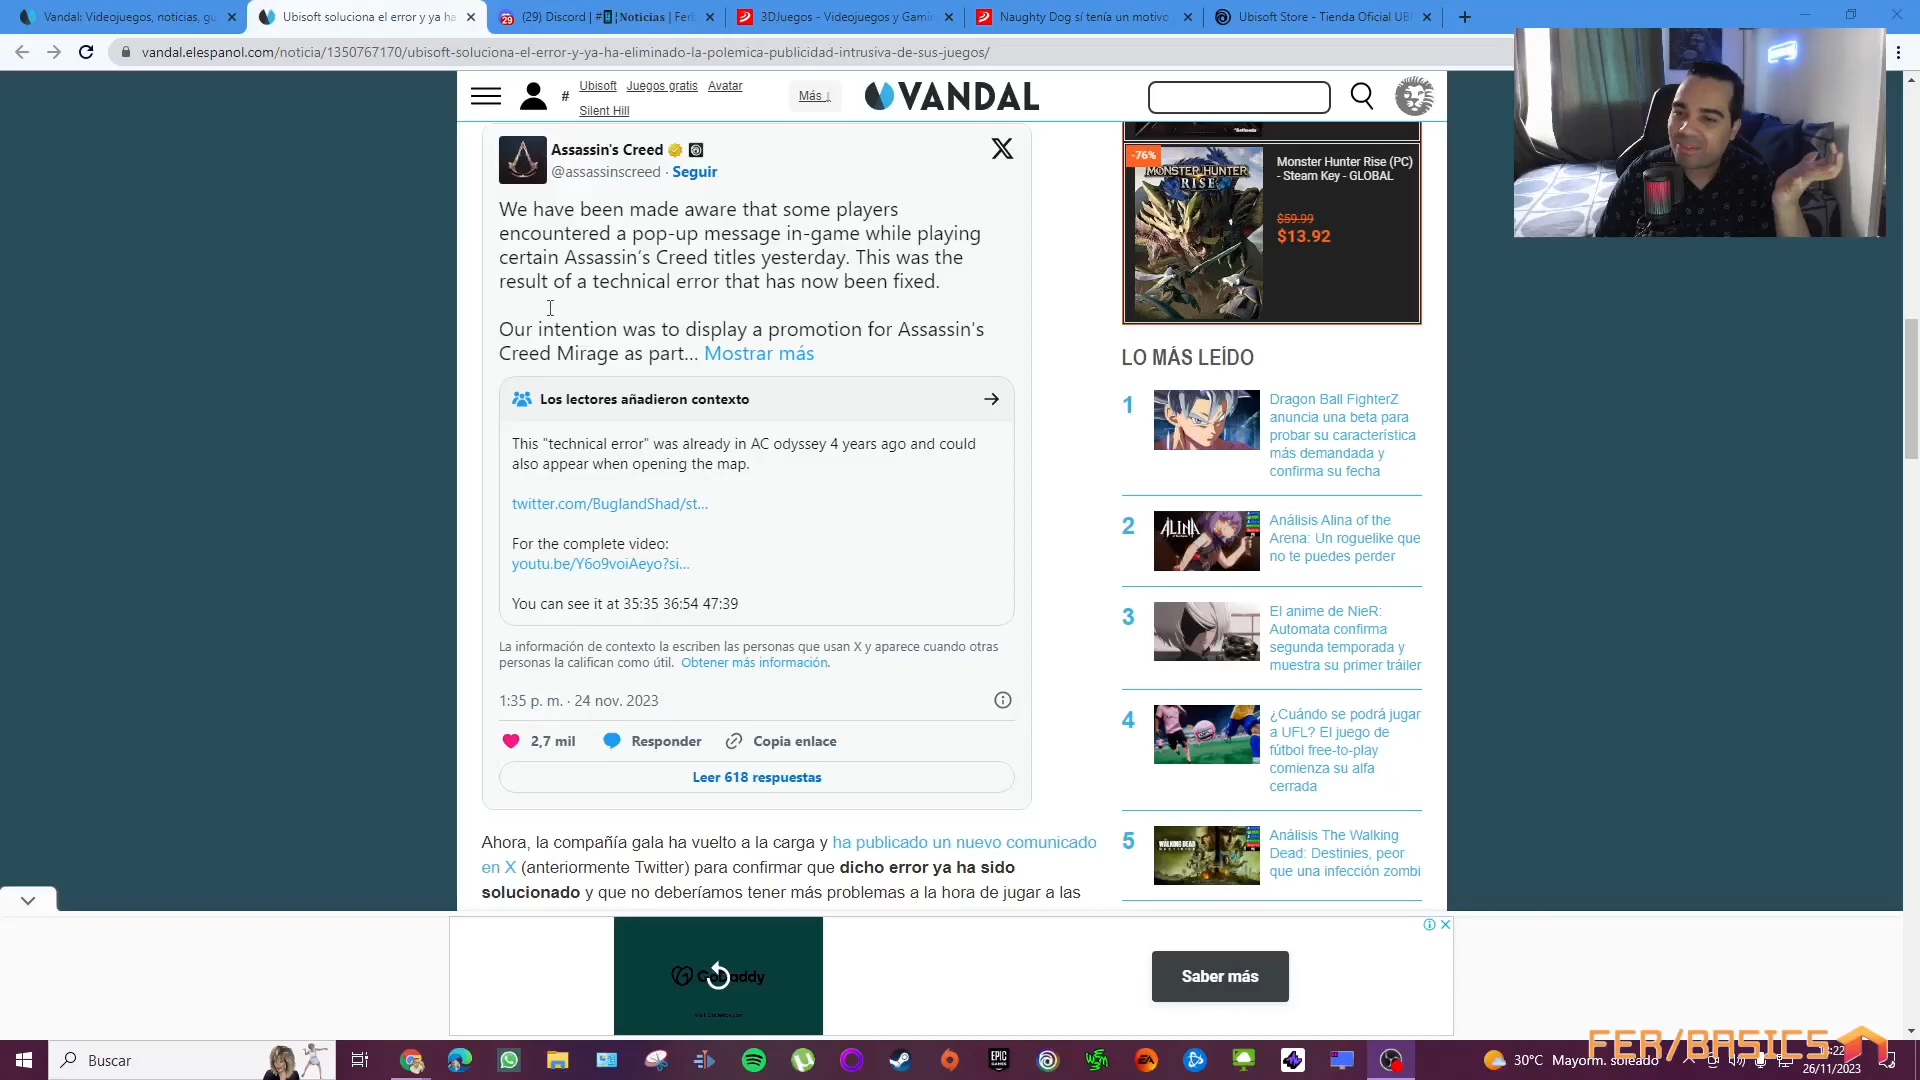 Vandal: Videojuegos, noticias, gu
Ubisoft soluciona el error y ya ha
(29) Discord | #
Noticias | Fer
3DJuegos - Videojuegos y Gami
Naughty Dog sí tenía un motivo
Ubisoft Store - Tienda Oficial UBI
vandal.elespanol.com/noticia/1350767170/ubisoft-soluciona-el-error-y-ya-ha-eliminado-la-polemica-publicidad-intrusiva-de-sus-juegos/
# Ubisoft Juegos gratis Avatar
Silent Hill
Más ↓
VANDAL
Assassin's Creed
@assassinscreed · Seguir
We have been made aware that some players
encountered a pop-up message in-game while playing
certain Assassin's Creed titles yesterday. This was the
result of a technical error that has now been fixed.
Our intention was to display a promotion for Assassin's
Creed Mirage as part... Mostrar más
Los lectores añadieron contexto
This "technical error" was already in AC odyssey 4 years ago and could
also appear when opening the map.
twitter.com/BuglandShad/st...
For the complete video:
youtu.be/Y6o9voiAeyo?si...
You can see it at 35:35 36:54 47:39
La información de contexto la escriben las personas que usan X y aparece cuando otras
personas la califican como útil. Obtener más información.
1:35 p. m. · 24 nov. 2023
2,7 mil Responder Copia enlace
Leer 618 respuestas
Ahora, la compañía gala ha vuelto a la carga y ha publicado un nuevo comunicado
en X (anteriormente Twitter) para confirmar que dicho error ya ha sido
solucionado y que no deberíamos tener más problemas a la hora de jugar a las
-76%
MONSTER HUNTER
RISE
Monster Hunter Rise (PC)
- Steam Key - GLOBAL
$59.99
$13.92
LO MÁS LEÍDO
1
Dragon Ball FighterZ
anuncia una beta para
probar su característica
más demandada y
confirma su fecha
2
ALINA
Análisis Alina of the
Arena: Un roguelike que
no te puedes perder
3
El anime de NieR:
Automata confirma
segunda temporada y
muestra su primer tráiler
4
¿Cuándo se podrá jugar
a UFL? El juego de
fútbol free-to-play
comienza su alfa
cerrada
5
WALKING DEAD
Análisis The Walking
Dead: Destinies, peor
que una infección zombi
GoDaddy
Saber más
FER/BASICS
Buscar
EPIC
GAMES
EA
30°C Mayorm. soleado
26/11/2023